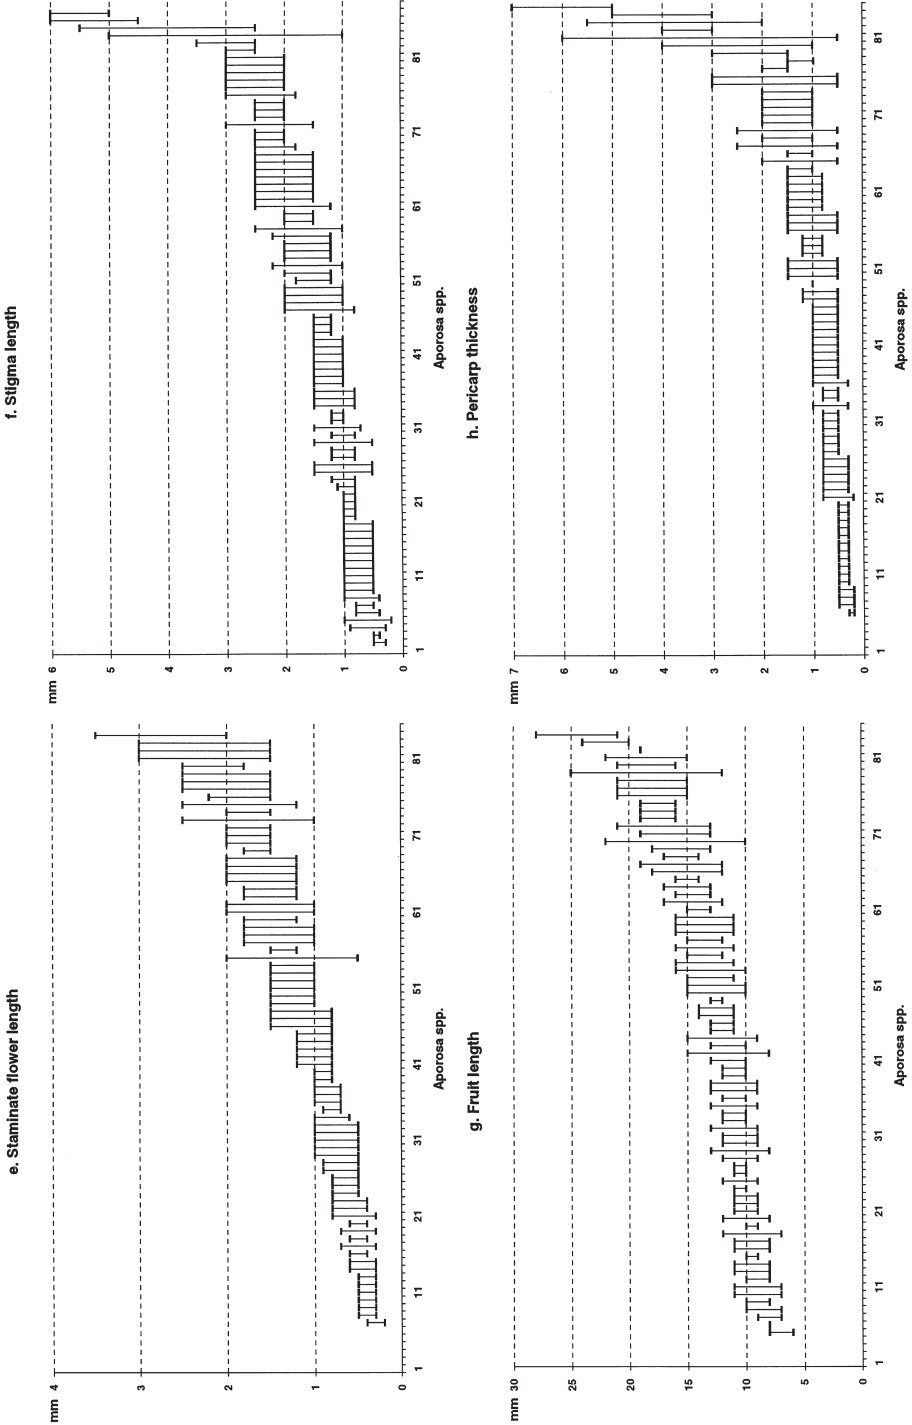 e. Staminate flower length
mm
4
3
2
1
0
1 11 21 31 41 51 61 71 81
Aporosa spp.
f. Stigma length
mm
6
5
4
3
2
1
0
1 11 21 31 41 51 61 71 81
Aporosa spp.
g. Fruit length
mm
30
25
20
15
10
5
0
1 11 21 31 41 51 61 71 81
Aporosa spp.
h. Pericarp thickness
mm
7
6
5
4
3
2
1
0
1 11 21 31 41 51 61 71 81
Aporosa spp.